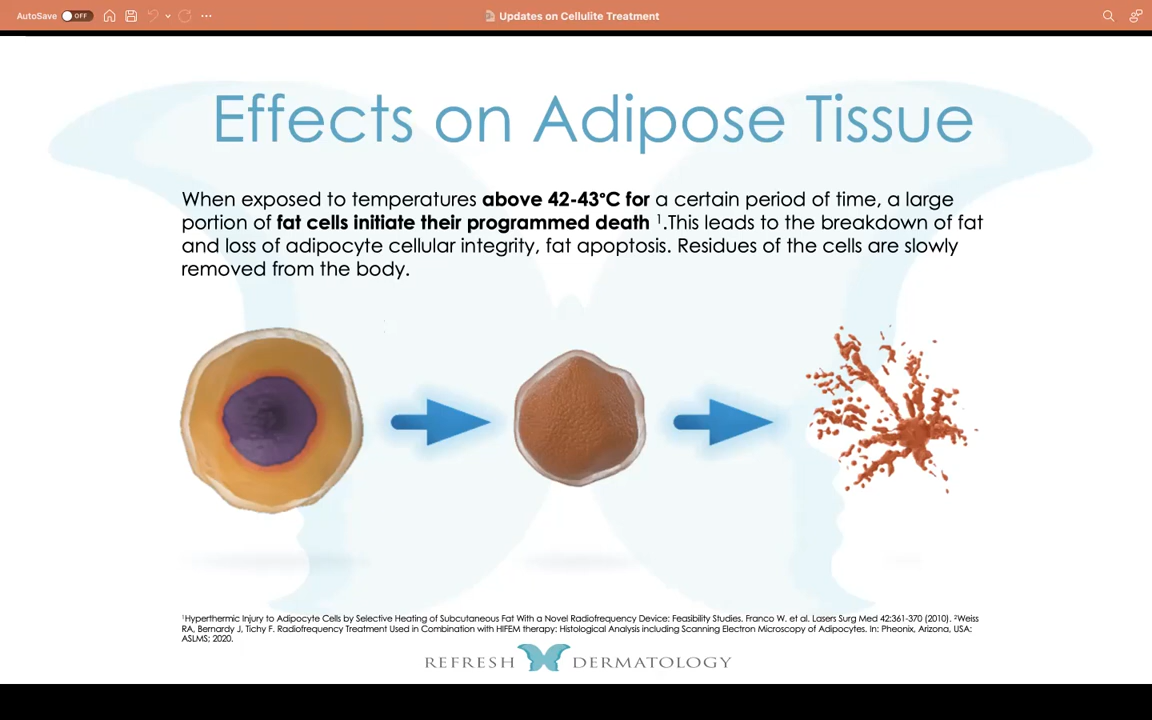 AutoSave OFF
Updates on Cellulite Treatment
Effects on Adipose Tissue
When exposed to temperatures above 42-43°C for a certain period of time, a large
portion of fat cells initiate their programmed death ¹.This leads to the breakdown of fat
and loss of adipocyte cellular integrity, fat apoptosis. Residues of the cells are slowly
removed from the body.
¹Hyperthermic Injury to Adipocyte Cells by Selective Heating of Subcutaneous Fat With a Novel Radiofrequency Device: Feasibility Studies. Franco W. et al. Lasers Surg Med 42:361-370 (2010). ²Weiss
RA, Bernardy J, Tichy F. Radiofrequency Treatment Used in Combination with HIFEM therapy: Histological Analysis including Scanning Electron Microscopy of Adipocytes. In: Pheonix, Arizona, USA:
ASLMS; 2020.
REFRESH DERMATOLOGY